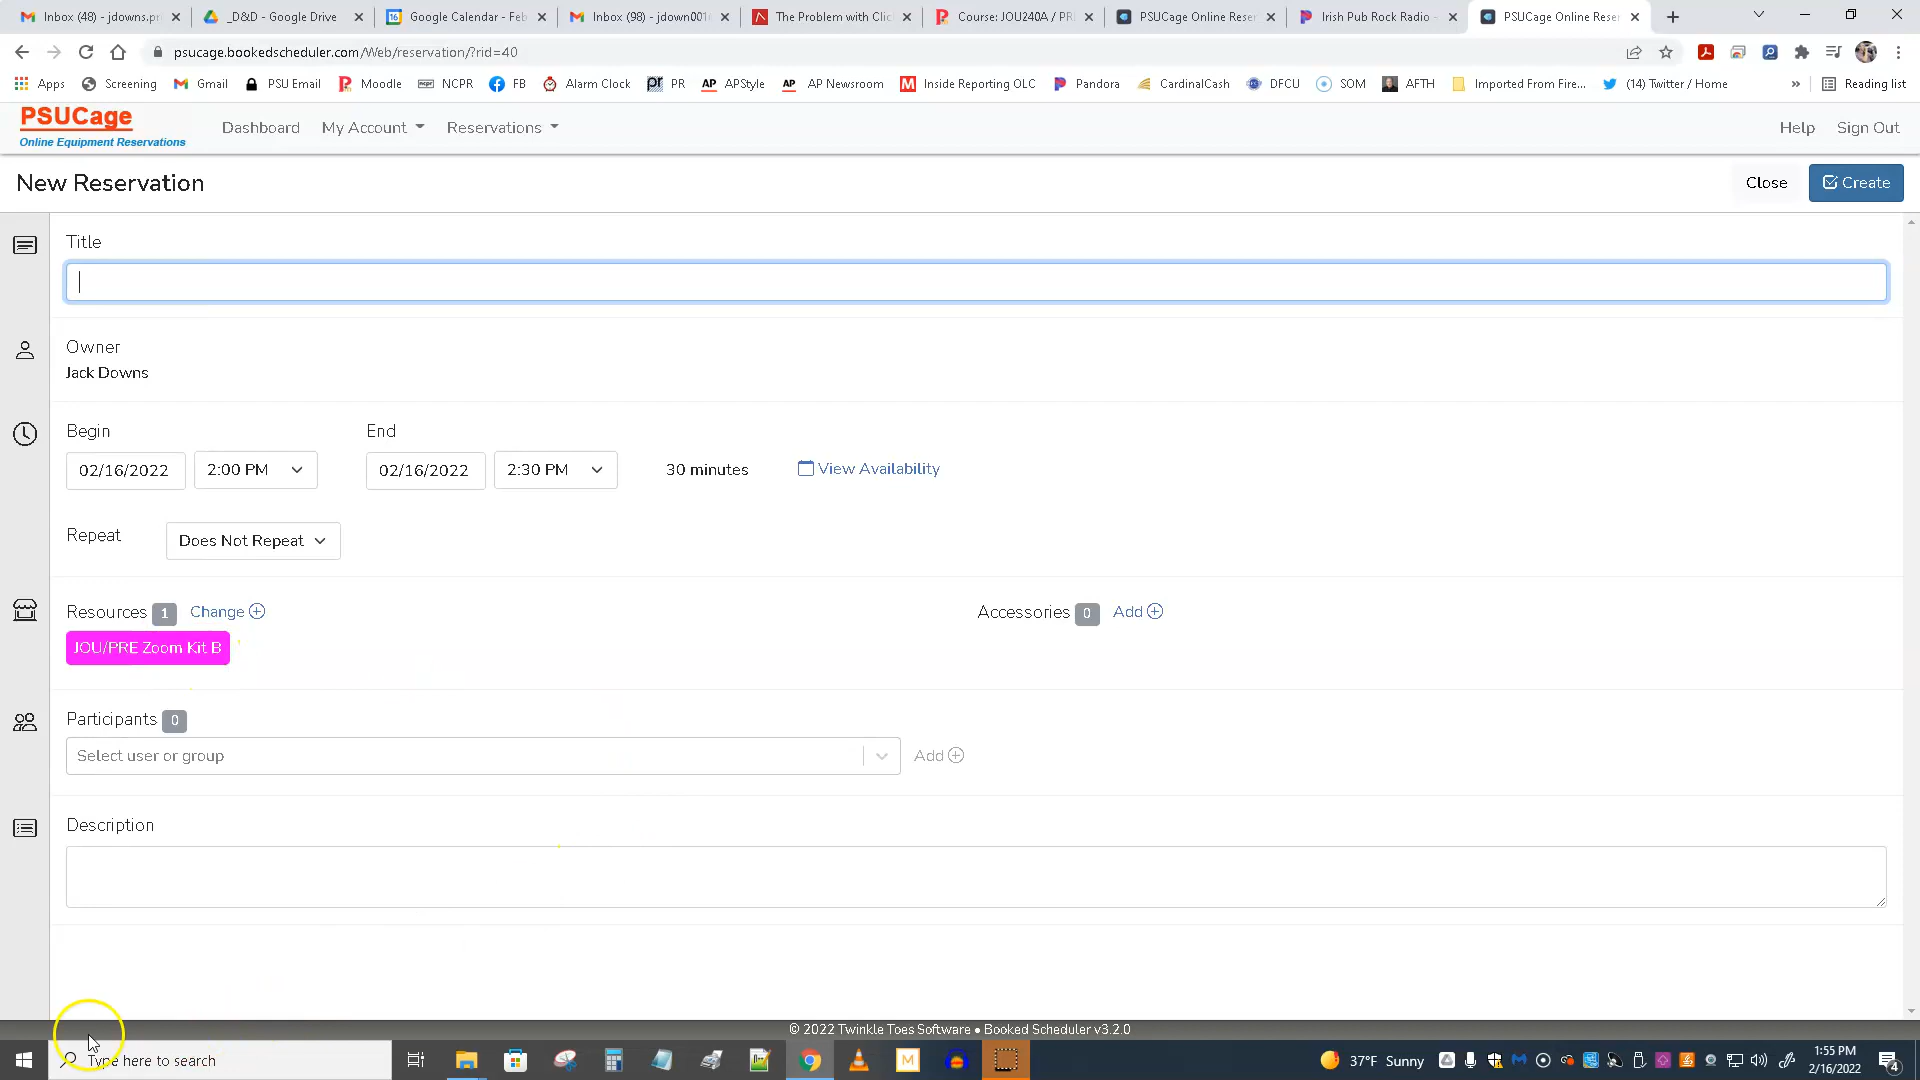 Inbox (48) - jdowns.pr
_D&D - Google Drive
Google Calendar - Feb
Inbox (98) - jdown001
The Problem with Clic
Course: JOU240A / PR
PSUCage Online Reser
Irish Pub Rock Radio -
PSUCage Online Reser
psucage.bookedscheduler.com/Web/reservation/?rid=40
Apps
Screening
Gmail
PSU Email
Moodle
NCPR
FB
Alarm Clock
PR
APStyle
AP Newsroom
Inside Reporting OLC
Pandora
CardinalCash
DFCU
SOM
AFTH
Imported From Fire...
(14) Twitter / Home
»
Reading list
PSUCage
Online Equipment Reservations
Dashboard
My Account
Reservations
Help
Sign Out
New Reservation
Close
Create
Title
Owner
Jack Downs
Begin
End
02/16/2022
2:00 PM
02/16/2022
2:30 PM
30 minutes
View Availability
Repeat
Does Not Repeat
Resources 1 Change
Accessories 0 Add
JOU/PRE Zoom Kit B
Participants 0
Select user or group
Add
Description
© 2022 Twinkle Toes Software • Booked Scheduler v3.2.0
Type here to search
37°F Sunny
1:55 PM
2/16/2022
4